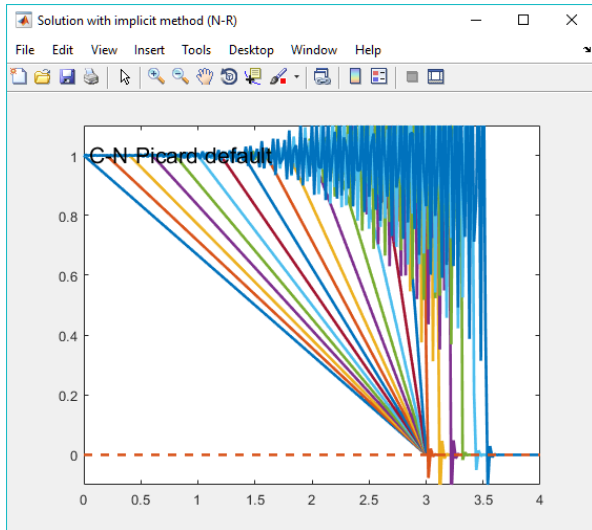 Solution with implicit method (N-R)
File Edit View Insert Tools Desktop Window Help
C-N Picard default
1
0.8
0.6
0.4
0.2
0
0 0.5 1 1.5 2 2.5 3 3.5 4